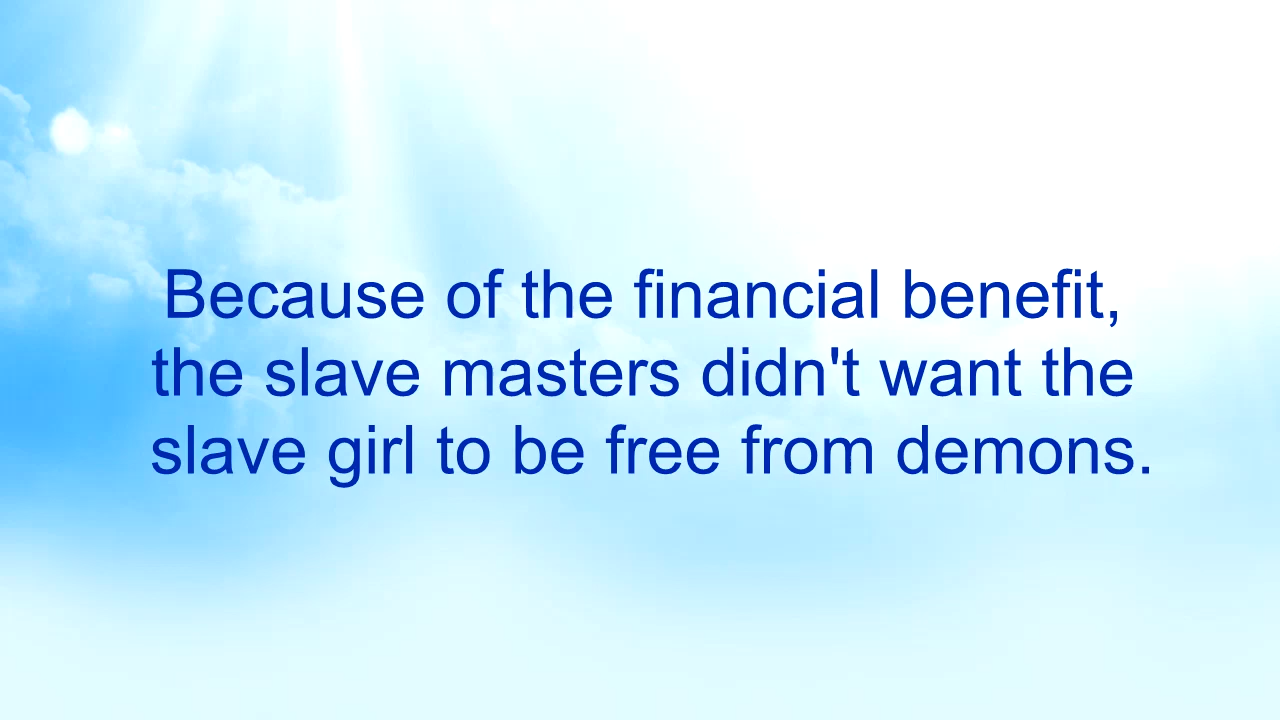 Because of the financial benefit,
the slave masters didn't want the
slave girl to be free from demons.